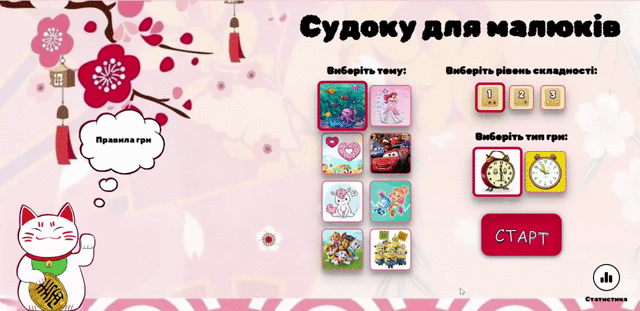 Судоку для малюків
Виберіть тему:
Виберіть рівень складності:
1 2 3
Правила гри
Виберіть тип гри:
СТАРТ
Статистика